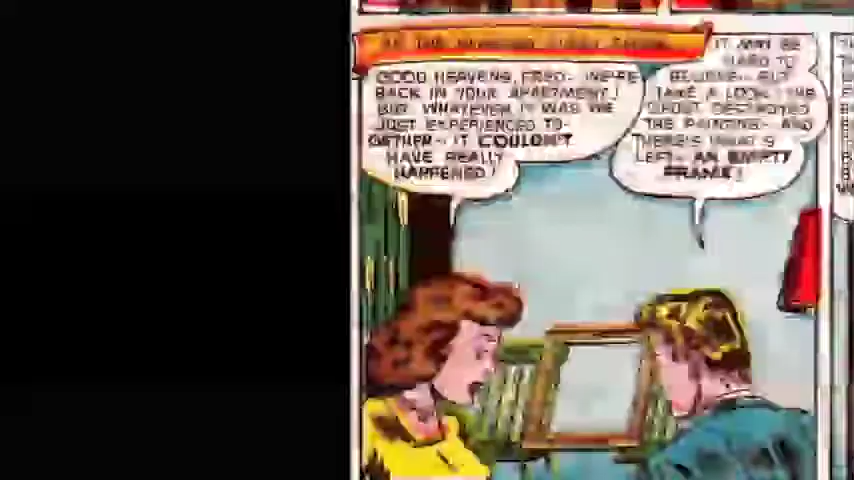 GOOD HEAVENS, FRED-- WE'RE
BACK IN YOUR APARTMENT!
BUT WHATEVER IT WAS WE
JUST EXPERIENCED TO-
GETHER-- IT COULDN'T
HAVE REALLY
HAPPENED!
IT MAY BE
HARD TO
BELIEVE-- BUT
TAKE A LOOK! THE
GHOST DESTROYED
THE PAINTING-- AND
THERE'S WHAT'S
LEFT-- AN EMPTY
FRAME!